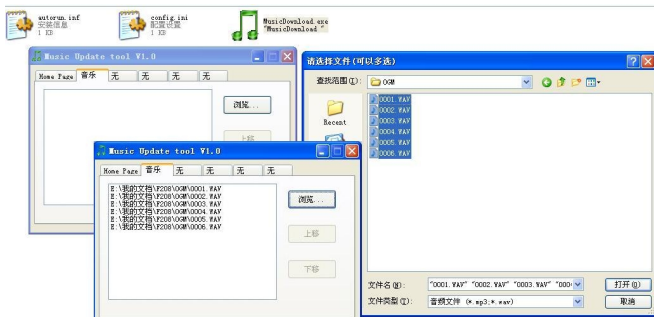 autorun.inf
安装信息
1 KB
config.ini
配置设置
1 KB
MusicDownload.exe
"MusicDownload"
Music Update tool V1.0
Home Page 音乐 无 无 无 无
浏览...
上移
Music Update tool V1.0
Home Page 音乐 无 无 无 无
E:\我的文档\F208\OGM\0001.WAV
E:\我的文档\F208\OGM\0002.WAV
E:\我的文档\F208\OGM\0003.WAV
E:\我的文档\F208\OGM\0004.WAV
E:\我的文档\F208\OGM\0005.WAV
E:\我的文档\F208\OGM\0006.WAV
浏览...
上移
下移
请选择文件(可以多选)
查找范围(I): OGM
Recent
0001.WAV
0002.WAV
0003.WAV
0004.WAV
0005.WAV
0006.WAV
文件名(N): "0001.WAV" "0002.WAV" "0003.WAV" "000
打开(O)
文件类型(T): 音频文件 (*.mp3;*.wav)
取消